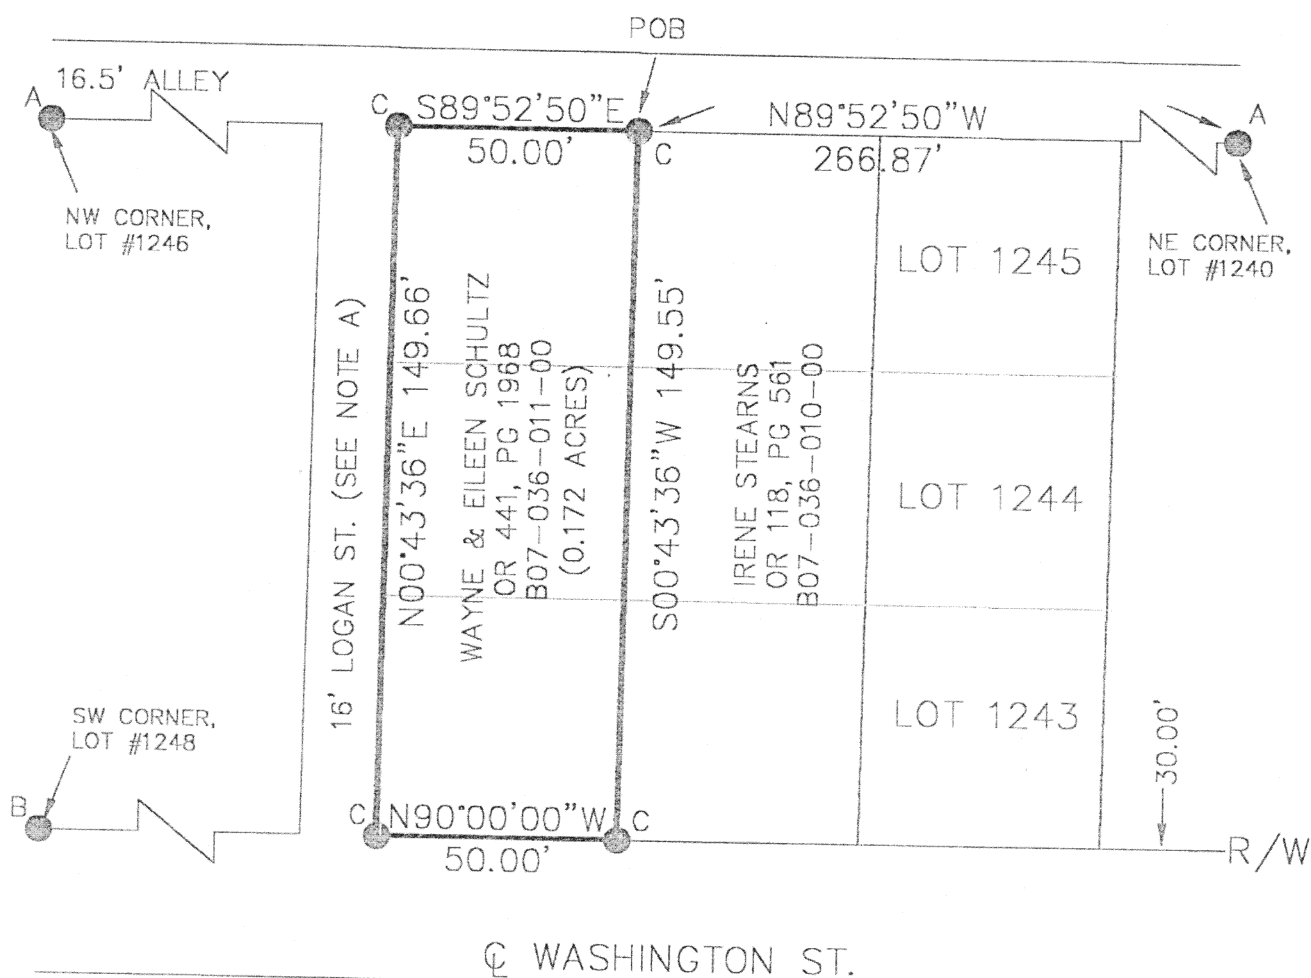 POB
16.5' ALLEY
A
C
S89°52'50"E
50.00'
C
N89°52'50"W
266.87'
A
NW CORNER,
LOT #1246
NE CORNER,
LOT #1240
LOT 1245
16' LOGAN ST. (SEE NOTE A)
N00°43'36"E 149.66'
WAYNE & EILEEN SCHULTZ
OR 441, PG 1968
B07-036-011-00
(0.172 ACRES)
S00°43'36"W 149.55'
IRENE STEARNS
OR 118, PG 561
B07-036-010-00
LOT 1244
SW CORNER,
LOT #1248
LOT 1243
30.00'
B
C
N90°00'00"W
50.00'
C
R/W
℄ WASHINGTON ST.